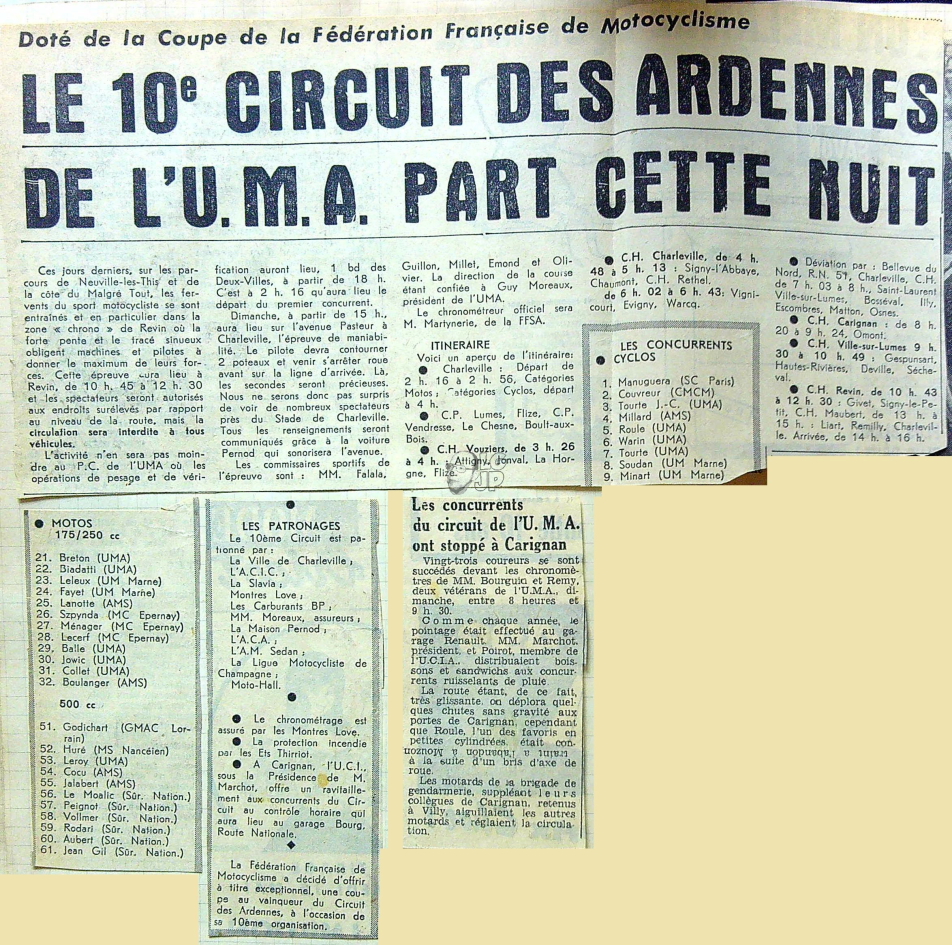 Doté de la Coupe de la Fédération Française de Motocyclisme
LE 10e CIRCUIT DES ARDENNES
DE L'U.M.A. PART CETTE NUIT
Ces jours derniers, sur les par-
cours de Neuville-les-This et de
la côte du Malgré Tout, les fer-
vents du sport motocycliste se sont
entraînés et en particulier dans la
zone « chrono » de Revin où la
forte pente et le tracé sinueux
obligent machines et pilotes à
donner le maximum de leurs for-
ces. Cette épreuve aura lieu à
Revin, de 10 h. 45 à 12 h. 30
et les spectateurs seront autorisés
aux endroits surélevés par rapport
au niveau de la route, mais la
circulation sera interdite à tous
véhicules.
L'activité n'en sera pas moin-
dre au P.C. de l'UMA où les
opérations de pesage et de véri-
fication auront lieu, 1 bd des
Deux-Villes, à partir de 18 h.
C'est à 2 h. 16 qu'aura lieu le
départ du premier concurrent.
Dimanche, à partir de 15 h.,
aura lieu sur l'avenue Pasteur à
Charleville, l'épreuve de maniabi-
lité. Le pilote devra contourner
2 poteaux et venir s'arrêter roue
avant sur la ligne d'arrivée. Là,
les secondes seront précieuses.
Nous ne serons donc pas surpris
de voir de nombreux spectateurs
près du Stade de Charleville.
Tous les renseignements seront
communiqués grâce à la voiture
Pernod qui sonorisera l'avenue.
Les commissaires sportifs de
l'épreuve sont : MM. Falala,
Guillon, Millet, Emond et Oli-
vier. La direction de la course
étant confiée à Guy Moreaux,
président de l'UMA.
Le chronométreur officiel sera
M. Martynerie, de la FFSA.
ITINERAIRE
Voici un aperçu de l'itinéraire:
● Charleville : Départ de
2 h. 16 à 2 h. 56, Catégories
Motos ; Catégories Cyclos, départ
à 4 h.
● C.P. Lumes, Flize, C.P.
Vendresse, Le Chesne, Boult-aux-
Bois.
● C.H. Vouziers, de 3 h. 26
à 4 h. : Attigny, Jonval, La Hor-
gne, Flize.
● C.H. Charleville, de 4 h.
48 à 5 h. 13 : Signy-l'Abbaye,
Chaumont, C.H. Rethel.
de 6 h. 02 à 6 h. 43: Vigni-
court, Evigny, Warcq.
LES CONCURRENTS
● CYCLOS
1. Manuguera (SC Paris)
2. Couvreur (CMCM)
3. Tourte J.-C. (UMA)
4. Millard (AMS)
5. Roule (UMA)
6. Warin (UMA)
7. Tourte (UMA)
8. Soudan (UM Marne)
9. Minart (UM Marne)
● Déviation par : Bellevue du
Nord, R.N. 51, Charleville, C.H.
de 7 h. 03 à 8 h., Saint-Laurent
Ville-sur-Lumes, Bosséval, Illy,
Escombres, Matton, Osnes.
● C.H. Carignan : de 8 h.
20 à 9 h. 24, Omont.
● C.H. Ville-sur-Lumes 9 h.
30 à 10 h. 49 : Gespunsart,
Hautes-Rivières, Deville, Séche-
val.
● C.H. Revin, de 10 h. 43
à 12 h. 30 : Givet, Signy-le-Pe-
tit, C.H. Maubert, de 13 h. à
15 h. : Liart, Remilly, Charlevil-
le. Arrivée, de 14 h. à 16 h.
JP
● MOTOS
175/250 cc
21. Breton (UMA)
22. Biadatti (UMA)
23. Leleux (UM Marne)
24. Fayet (UM Marne)
25. Lanotte (AMS)
26. Szpynda (MC Epernay)
27. Ménager (MC Epernay)
28. Lecerf (MC Epernay)
29. Balle (UMA)
30. Jowic (UMA)
31. Collet (UMA)
32. Boulanger (AMS)
500 cc
51. Godichart (GMAC Lor-
rain)
52. Huré (MS Nancéien)
53. Leroy (UMA)
54. Cocu (AMS)
55. Jalabert (AMS)
56. Le Moalic (Sûr. Nation.)
57. Peignot (Sûr. Nation.)
58. Vollmer (Sûr. Nation.)
59. Rodari (Sûr. Nation.)
60. Aubert (Sûr. Nation.)
61. Jean Gil (Sûr. Nation.)
●
LES PATRONAGES
Le 10ème Circuit est pa-
tionné par :
La Ville de Charleville ;
L'A.C.I.C. ;
La Slavia ;
Montres Love ;
Les Carburants BP ;
MM. Moreaux, assureurs ;
La Maison Pernod ;
L'A.C.A. ;
L'A.M. Sedan ;
La Ligue Motocycliste de
Champagne ;
Moto-Hall.
●
● Le chronométrage est
assuré par les Montres Love.
● La protection incendie
par les Ets Thirriot.
● A Carignan, l'U.C.I.,
sous la Présidence de M.
Marchot, offre un ravitaille-
ment aux concurrents du Cir-
cuit au contrôle horaire qui
aura lieu au garage Bourg,
Route Nationale.
◆
La Fédération Française de
Motocyclisme a décidé d'offrir
à titre exceptionnel, une cou-
pe au vainqueur du Circuit
des Ardennes, à l'occasion de
sa 10ème organisation.
Les concurrents
du circuit de l'U. M. A.
ont stoppé à Carignan
Vingt-trois coureurs se sont
succédés devant les chronomè-
tres de MM. Bourguin et Remy,
deux vétérans de l'U.M.A., di-
manche, entre 8 heures et
9 h. 30.
Comme chaque année, le
pointage était effectué au ga-
rage Renault. MM. Marchot,
président, et Poirot, membre de
l'U.C.I.A., distribuaient bois-
sons et sandwichs aux concur-
rents ruisselants de pluie.
La route étant, de ce fait,
très glissante, on déplora quel-
ques chutes sans gravité aux
portes de Carignan, cependant
que Roule, l'un des favoris en
petites cylindrées, était con-
à la suite d'un bris d'axe de
roue.
Les motards de la brigade de
gendarmerie, suppléant leurs
collègues de Carignan, retenus
à Villy, aiguillaient les autres
motards et réglaient la circula-
tion.